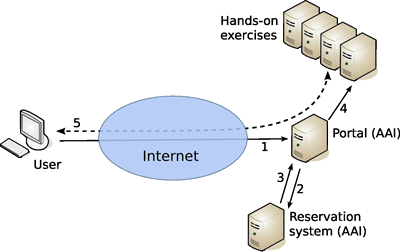 Hands-on
exercises
5
4
User
Internet
1
Portal (AAI)
3
2
Reservation
system (AAI)